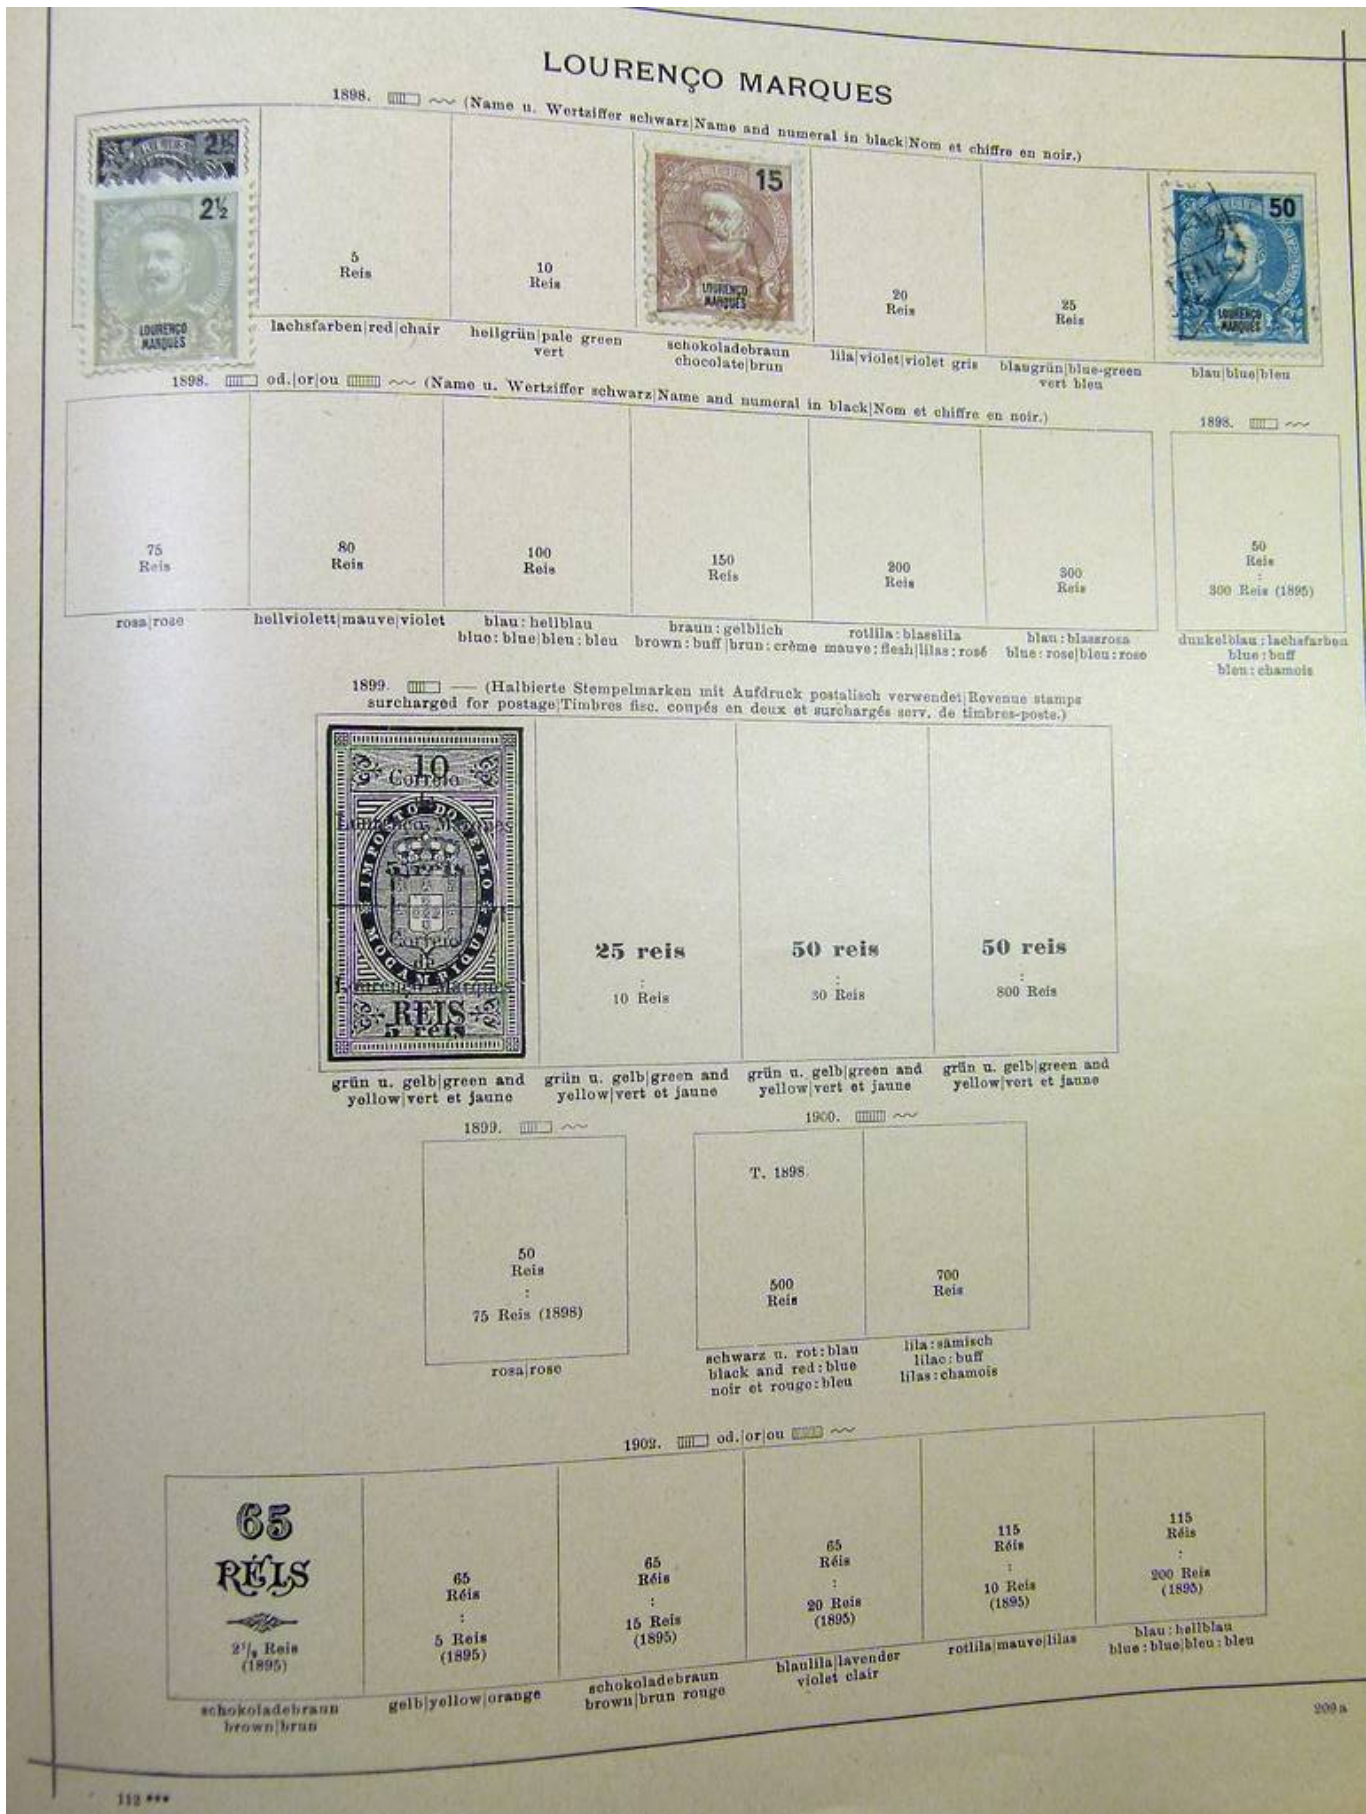 LOURENÇO MARQUES
1898. (Name u. Wertziffer schwarz|Name and numeral in black|Nom et chiffre en noir.)
2½
2½
LOURENÇO
MARQUES
5
Reis
10
Reis
15
LOURENÇO
MARQUES
20
Reis
25
Reis
50
LOURENÇO
MARQUES
lachsfarben|red|chair
hellgrün|pale green
vert
schokoladebraun
chocolate|brun
lila|violet|violet gris
blaugrün|blue-green
vert bleu
blau|blue|bleu
1898. od.|or|ou (Name u. Wertziffer schwarz|Name and numeral in black|Nom et chiffre en noir.)
1898.
75
Reis
80
Reis
100
Reis
150
Reis
200
Reis
300
Reis
50
Reis
:
300 Reis (1895)
rosa|rose
hellviolett|mauve|violet
blau:hellblau
blue:blue|bleu:bleu
braun:gelblich
brown:buff|brun:crème
rotlila:blasslila
mauve:flesh|lilas:rosé
blau:blassrosa
blue:rose|bleu:rose
dunkelblau:lachsfarben
blue:buff
bleu:chamois
1899. — (Halbierte Stempelmarken mit Aufdruck postalisch verwendet|Revenue stamps
surcharged for postage|Timbres fisc. coupés en deux et surchargés serv. de timbres-poste.)
10
Correio
de
Lourenço Marques
IMPOSTO DO SELLO
5 reis
Correio
de
MOÇAMBIQUE
Lourenço Marques
REIS
5 reis
25 reis
:
10 Reis
50 reis
:
30 Reis
50 reis
:
800 Reis
grün u. gelb|green and
yellow|vert et jaune
grün u. gelb|green and
yellow|vert et jaune
grün u. gelb|green and
yellow|vert et jaune
grün u. gelb|green and
yellow|vert et jaune
1899.
50
Reis
:
75 Reis (1898)
rosa|rose
1900.
T. 1898.
500
Reis
700
Reis
schwarz u. rot:blau
black and red:blue
noir et rouge:bleu
lila:sämisch
lilac:buff
lilas:chamois
1902. od.|or|ou
65
RÉIS
2½ Reis
(1895)
65
Réis
:
5 Reis
(1895)
65
Réis
:
15 Reis
(1895)
65
Réis
:
20 Reis
(1895)
115
Réis
:
10 Reis
(1895)
115
Réis
:
200 Reis
(1895)
schokoladebraun
brown|brun
gelb|yellow|orange
schokoladebraun
brown|brun rouge
blaulila|lavender
violet clair
rotlila|mauve|lilas
blau:hellblau
blue:blue|bleu:bleu
209a
112 ***